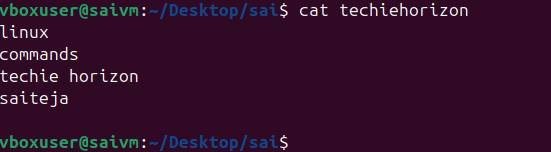 vboxuser@saivm:~/Desktop/sai$ cat techiehorizon
linux
commands
techie horizon
saiteja
vboxuser@saivm:~/Desktop/sai$